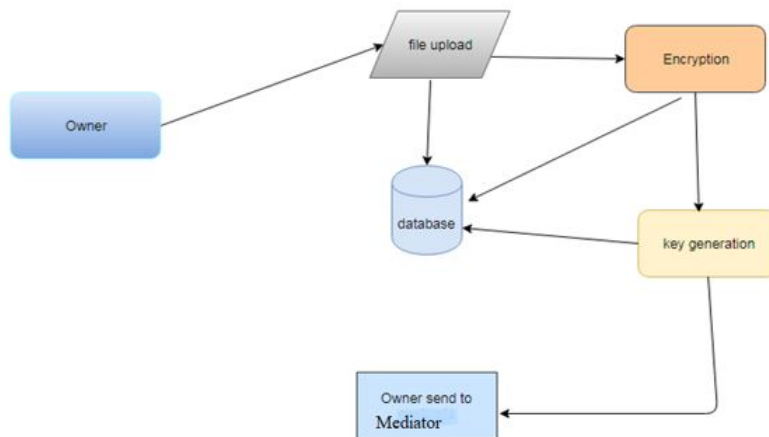 file upload
Encryption
Owner
database
key generation
Owner send to
Mediator